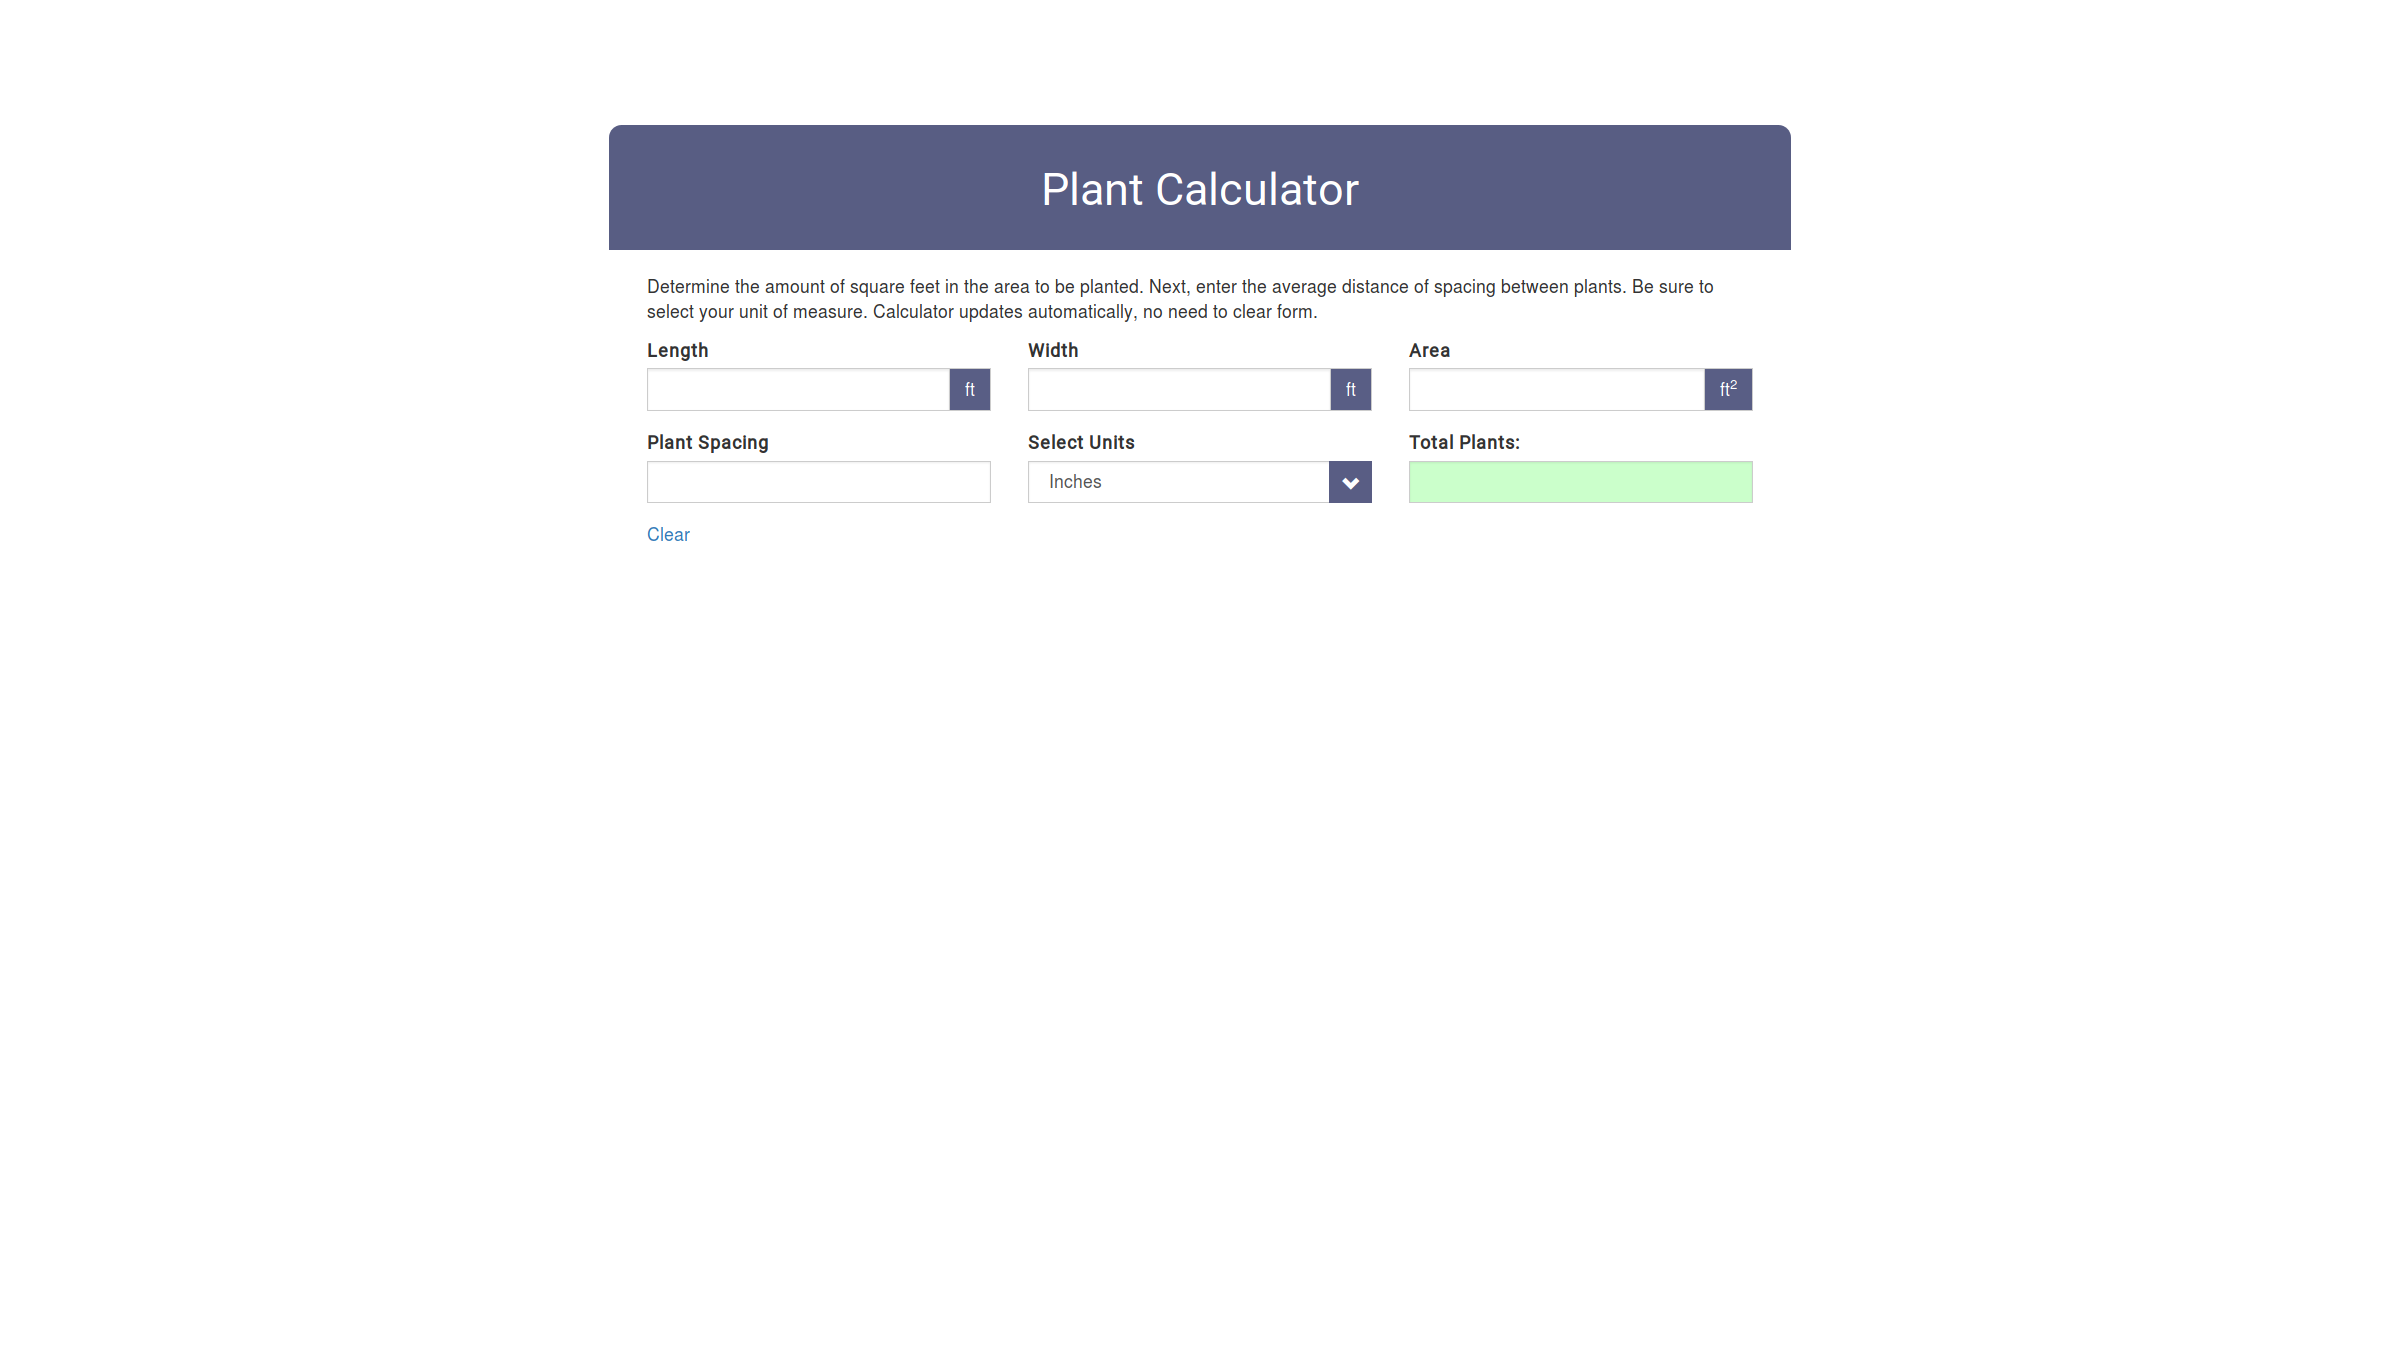 Plant Calculator
Determine the amount of square feet in the area to be planted. Next, enter the average distance of spacing between plants. Be sure to
select your unit of measure. Calculator updates automatically, no need to clear form.
Length
Width
Area
ft
ft
ft²
Plant Spacing
Select Units
Total Plants:
Inches
Clear